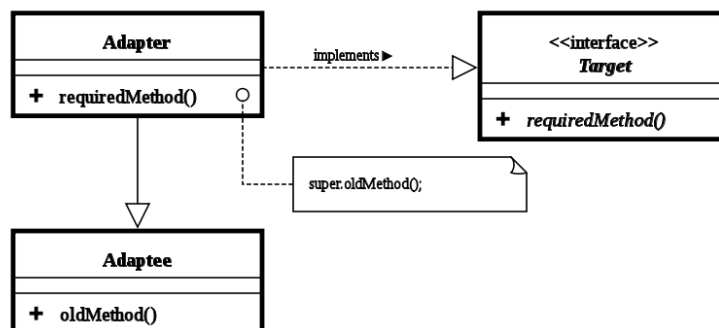 Adapter
+ requiredMethod()
implements ▶
<<interface>>
Target
+ requiredMethod()
super.oldMethod();
Adaptee
+ oldMethod()